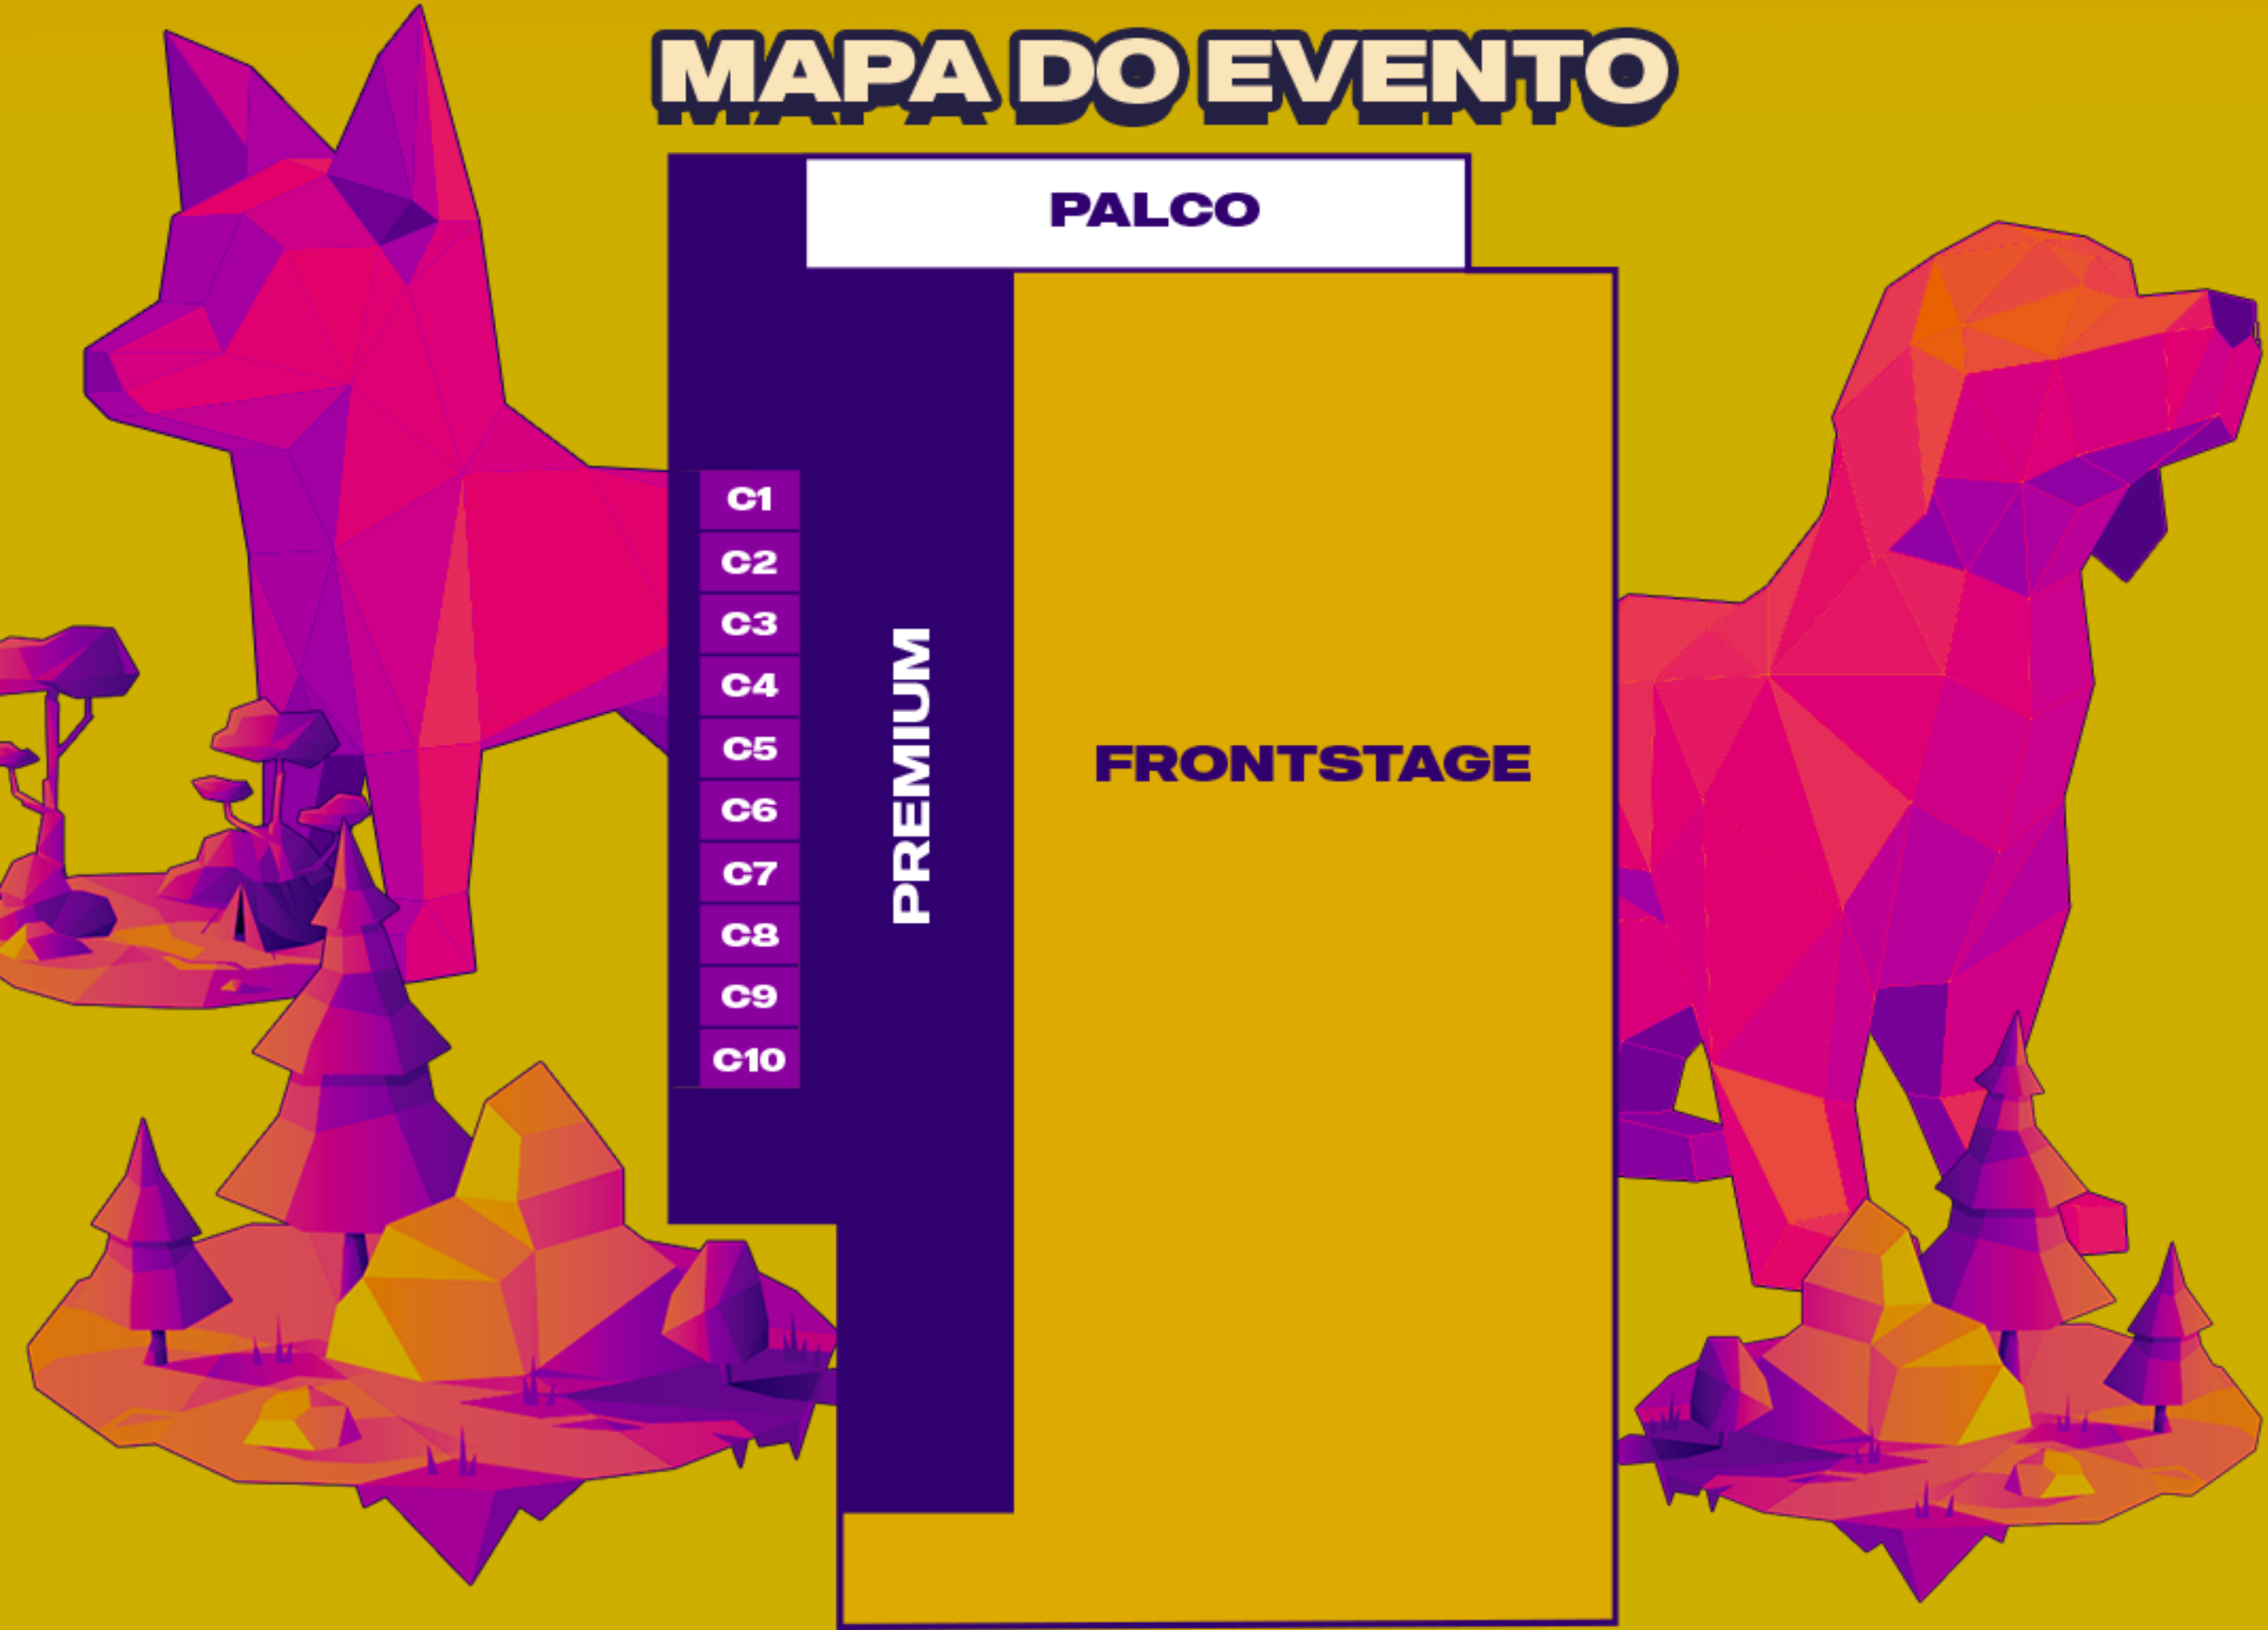 MAPA DO EVENTO
PALCO
C1
C2
C3
C4
C5
C6
C7
C8
C9
C10
PREMIUM
FRONTSTAGE